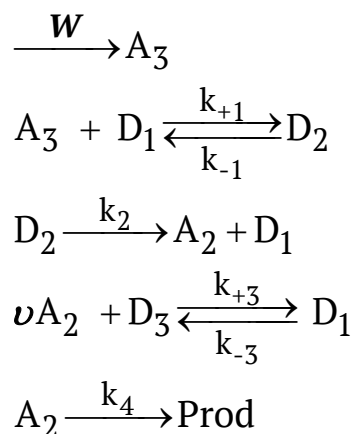 W → A₃
A₃ + D₁ k₊₁ ⇌ k₋₁ D₂
D₂ k₂ → A₂ + D₁
υA₂ + D₃ k₊₃ ⇌ k₋₃ D₁
A₂ k₄ → Prod